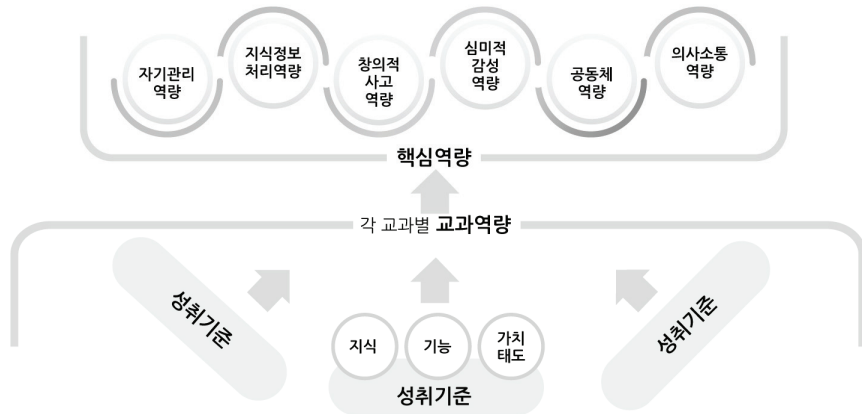 자기관리
역량
지식정보
처리역량
창의적
사고
역량
심미적
감성
역량
공동체
역량
의사소통
역량
핵심역량
각 교과별 교과역량
성취기준
지식
기능
가치
태도
성취기준
성취기준